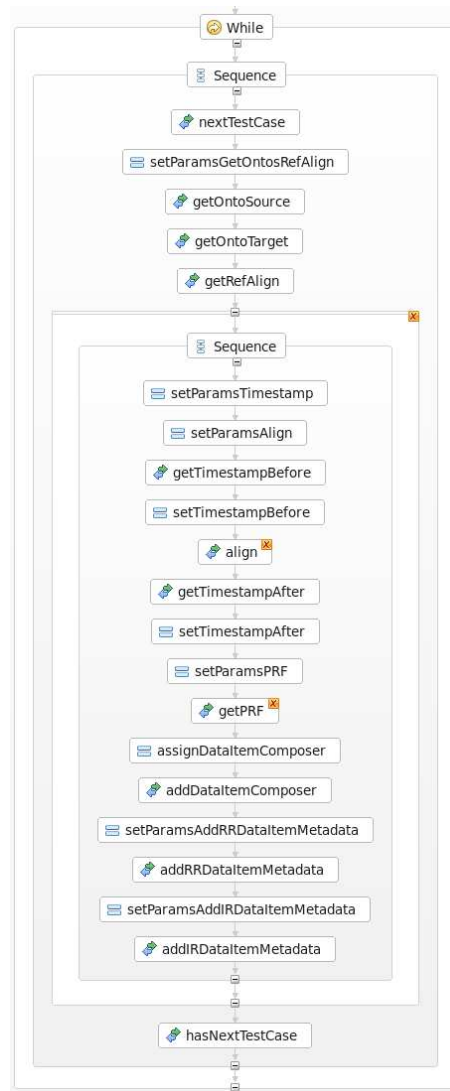 While
Sequence
nextTestCase
setParamsGetOntosRefAlign
getOntoSource
getOntoTarget
getRefAlign
Sequence
setParamsTimestamp
setParamsAlign
getTimestampBefore
setTimestampBefore
align
getTimestampAfter
setTimestampAfter
setParamsPRF
getPRF
assignDataItemComposer
addDataItemComposer
setParamsAddRRDataItemMetadata
addRRDataItemMetadata
setParamsAddIRDataItemMetadata
addIRDataItemMetadata
hasNextTestCase